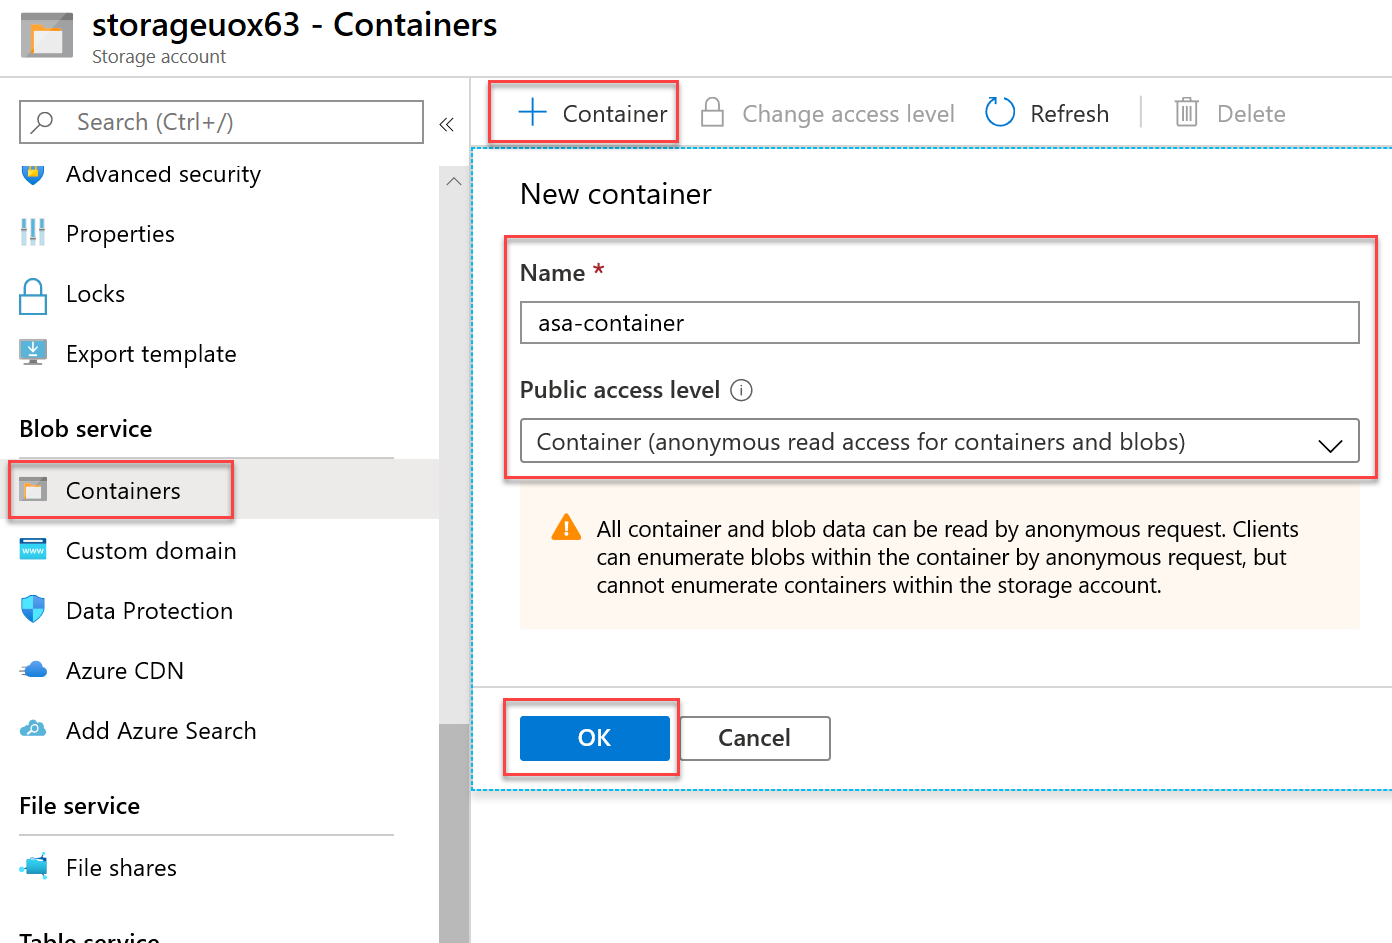 storageuox63 - Containers
Storage account
Search (Ctrl+/)
Advanced security
Properties
Locks
Export template
Blob service
Containers
Custom domain
Data Protection
Azure CDN
Add Azure Search
File service
File shares
Table service
Container
Change access level
Refresh
Delete
New container
Name *
asa-container
Public access level
Container (anonymous read access for containers and blobs)
All container and blob data can be read by anonymous request. Clients
can enumerate blobs within the container by anonymous request, but
cannot enumerate containers within the storage account.
OK
Cancel